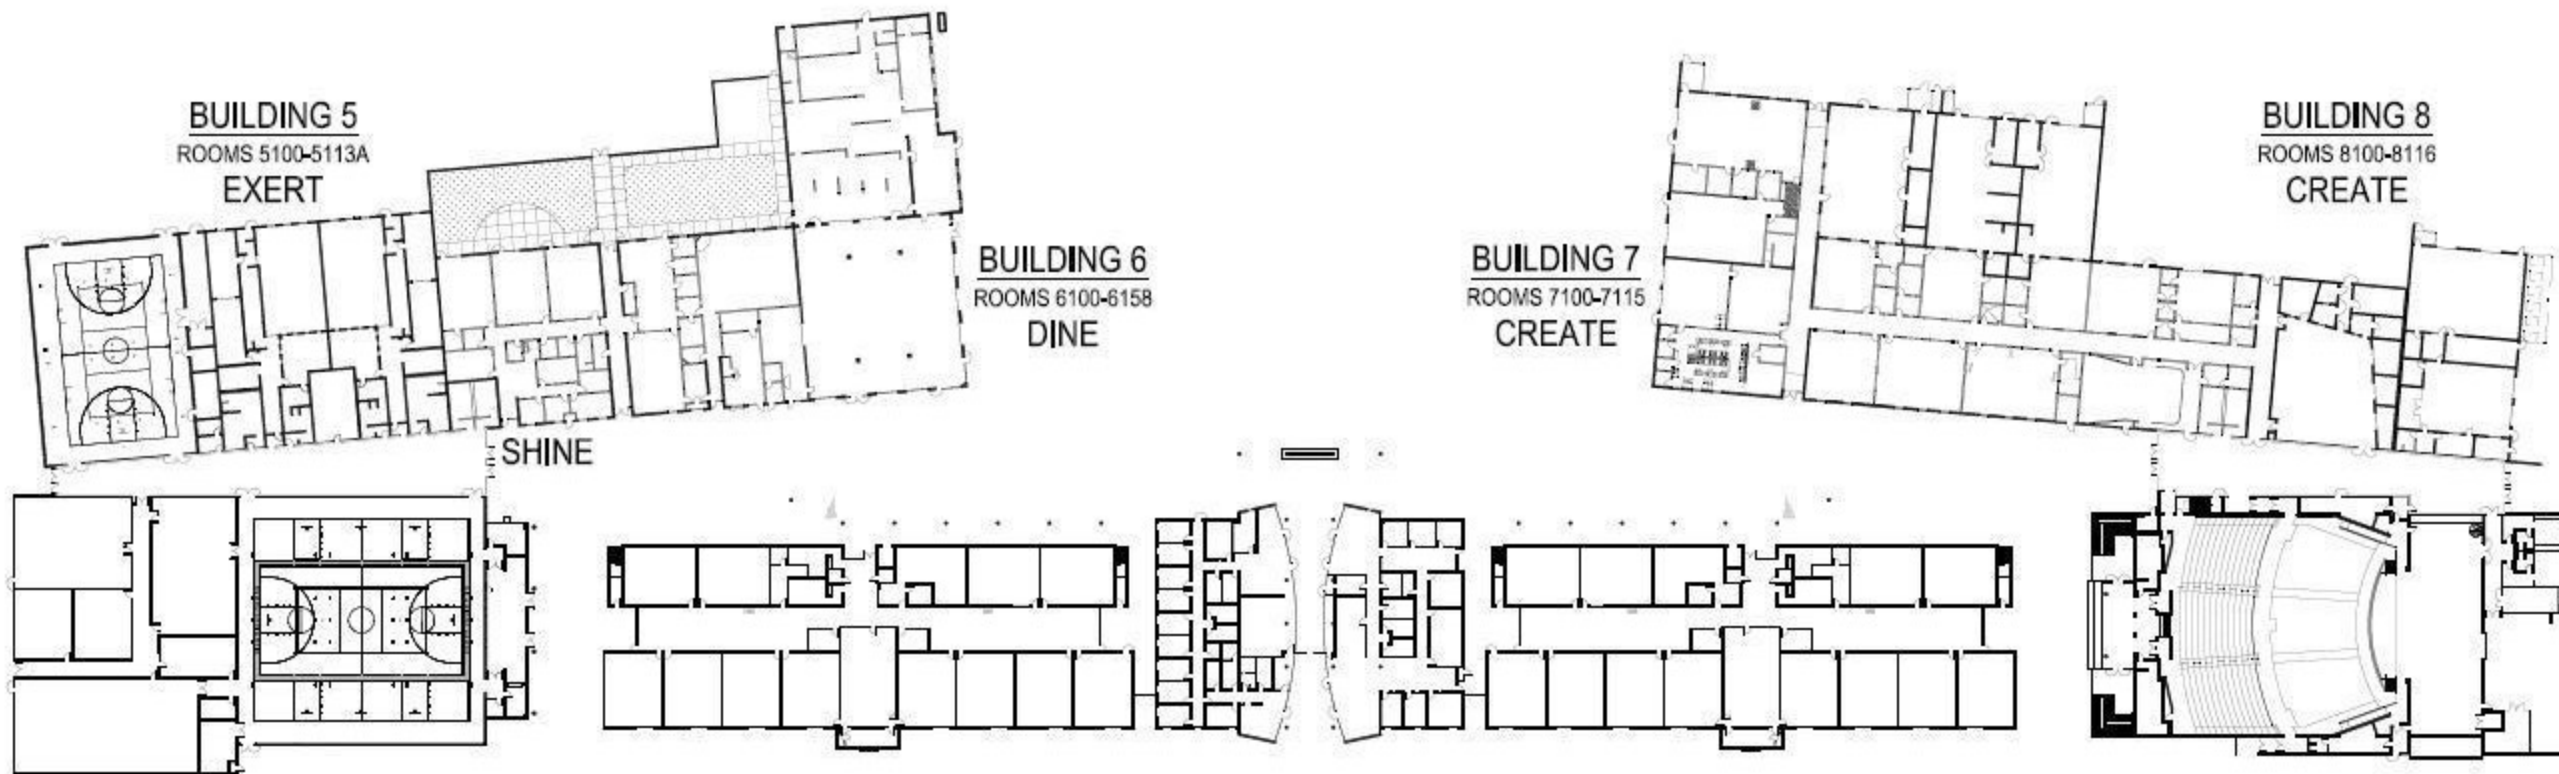 BUILDING 5
ROOMS 5100-5113A
EXERT
BUILDING 6
ROOMS 6100-6158
DINE
BUILDING 7
ROOMS 7100-7115
CREATE
BUILDING 8
ROOMS 8100-8116
CREATE
SHINE